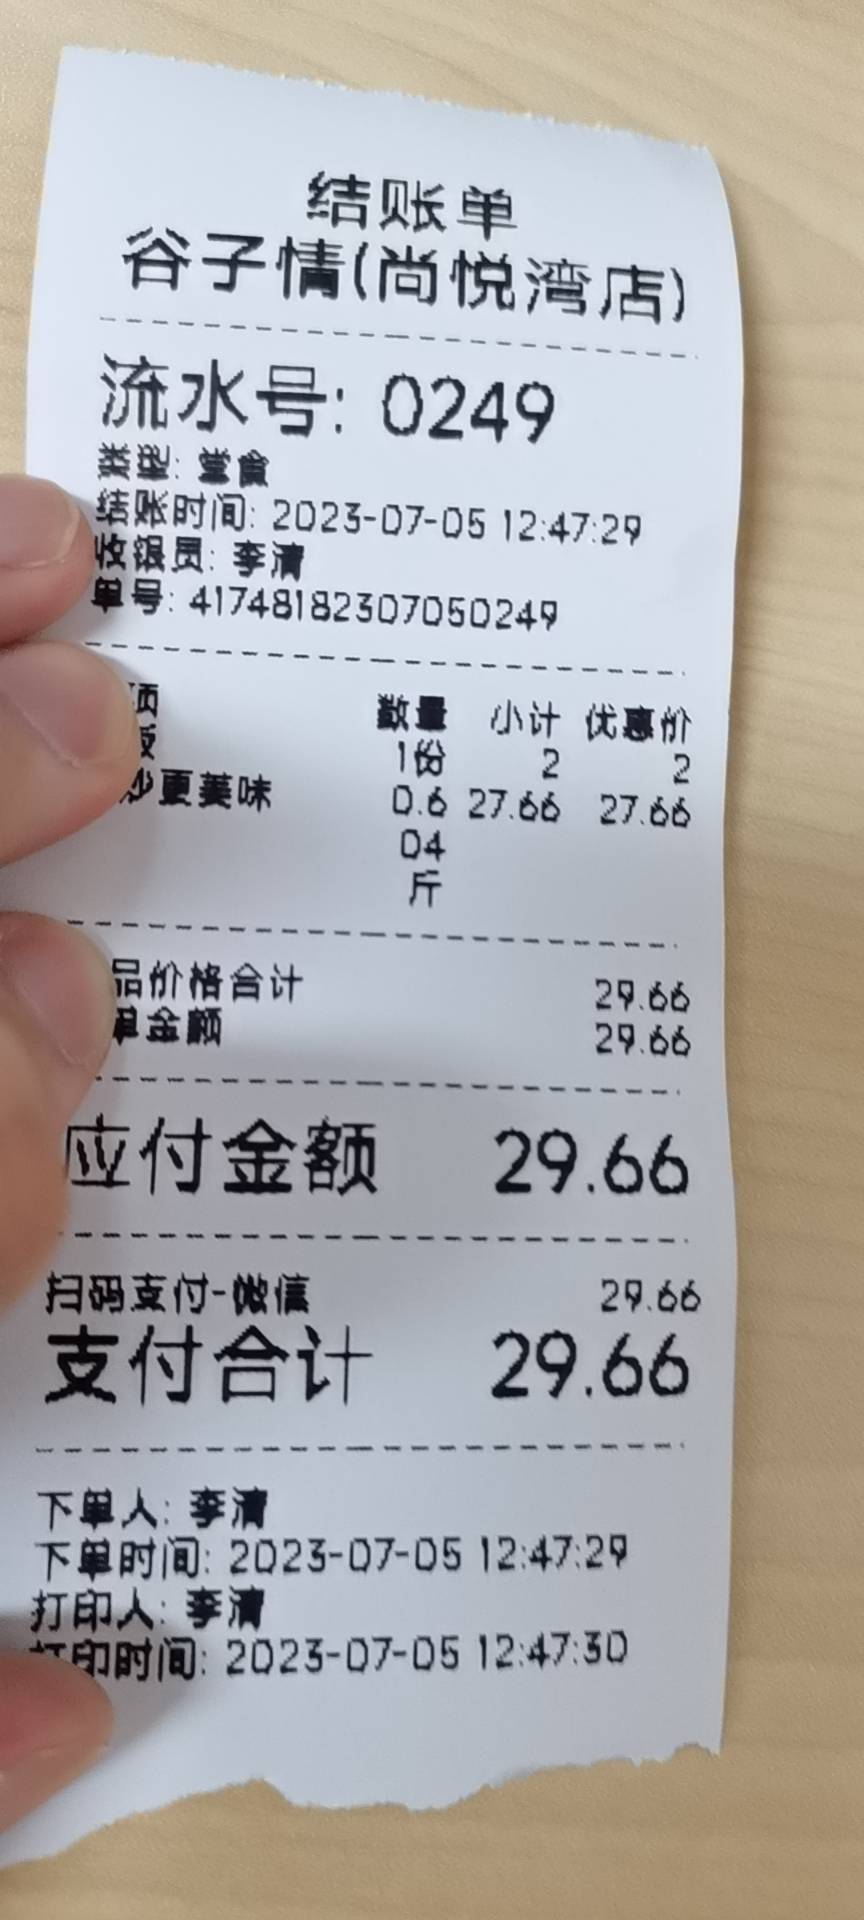 结账单
谷子情(尚悦湾店)
流水号: 0249
类型: 堂食
结账时间: 2023-07-05 12:47:29
收银员: 李清
单号: 41748182307050249
项 数量 小计 优惠价
饭 1份 2 2
炒更美味 0.6 27.66 27.66
04
斤
品价格合计 29.66
单金额 29.66
应付金额 29.66
扫码支付-微信 29.66
支付合计 29.66
下单人: 李清
下单时间: 2023-07-05 12:47:29
打印人: 李清
打印时间: 2023-07-05 12:47:30